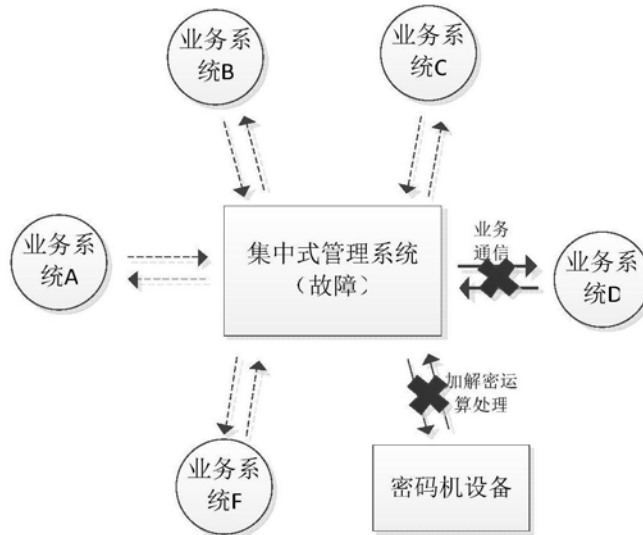 业务系
统B
业务系
统C
业务系
统A
集中式管理系统
（故障）
业务
通信
业务系
统D
加解密运
算处理
业务系
统F
密码机设备